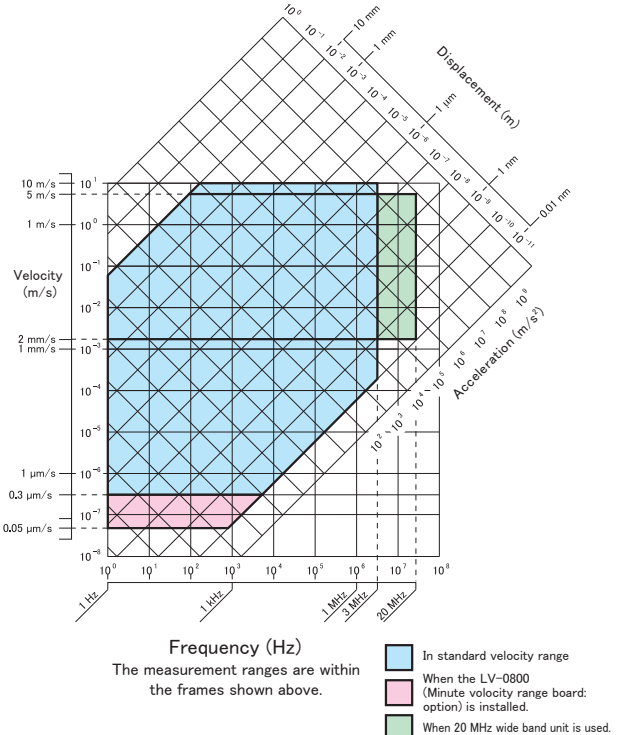 10⁰
10⁻¹
10⁻²
10⁻³
10⁻⁴
10⁻⁵
10⁻⁶
10⁻⁷
10⁻⁸
10⁻⁹
10⁻¹⁰
10⁻¹¹
10 mm
1 mm
1 μm
1 nm
0.01 nm
Displacement (m)
10 m/s
5 m/s
1 m/s
Velocity
(m/s)
2 mm/s
1 mm/s
1 μm/s
0.3 μm/s
0.05 μm/s
10¹
10⁰
10⁻¹
10⁻²
10⁻³
10⁻⁴
10⁻⁵
10⁻⁶
10⁻⁷
10⁻⁸
10²
10³
10⁴
10⁵
10⁶
10⁷
10⁸
10⁹
Acceleration (m/s²)
10⁰
10¹
10²
10³
10⁴
10⁵
10⁶
10⁷
10⁸
1 Hz
1 kHz
1 MHz
3 MHz
20 MHz
Frequency (Hz)
The measurement ranges are within
the frames shown above.
In standard velocity range
When the LV-0800
(Minute velocity range board:
option) is installed.
When 20 MHz wide band unit is used.